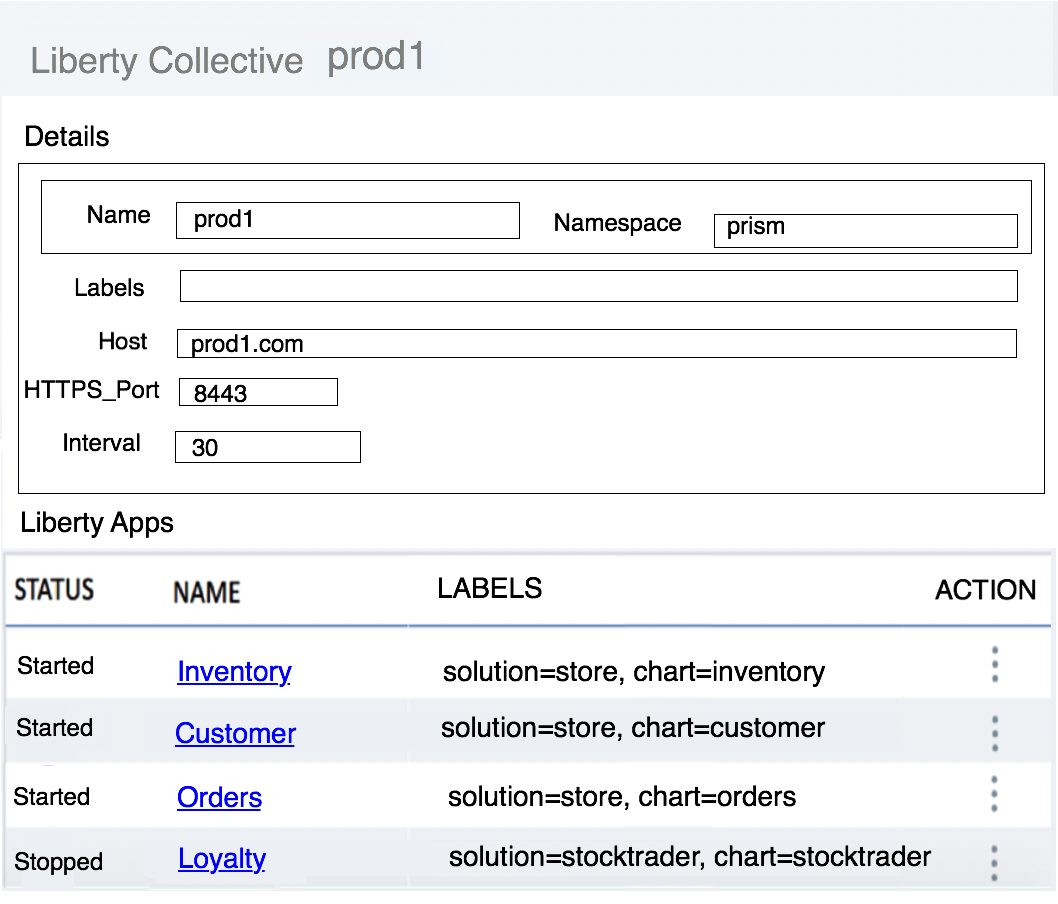 Liberty Collective prod1
Details
Name prod1 Namespace prism
Labels
Host prod1.com
HTTPS_Port 8443
Interval 30
Liberty Apps
STATUS NAME LABELS ACTION
Started Inventory solution=store, chart=inventory
Started Customer solution=store, chart=customer
Started Orders solution=store, chart=orders
Stopped Loyalty solution=stocktrader, chart=stocktrader